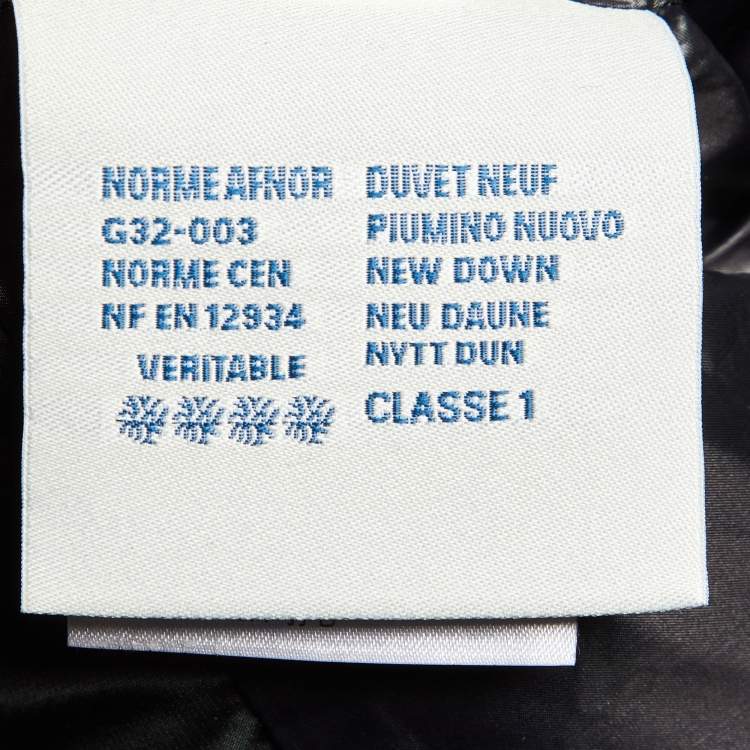 NORME AFNOR
G32-003
NORME CEN
NF EN 12934
VERITABLE
DUVET NEUF
PIUMINO NUOVO
NEW DOWN
NEU DAUNE
NYTT DUN
CLASSE 1